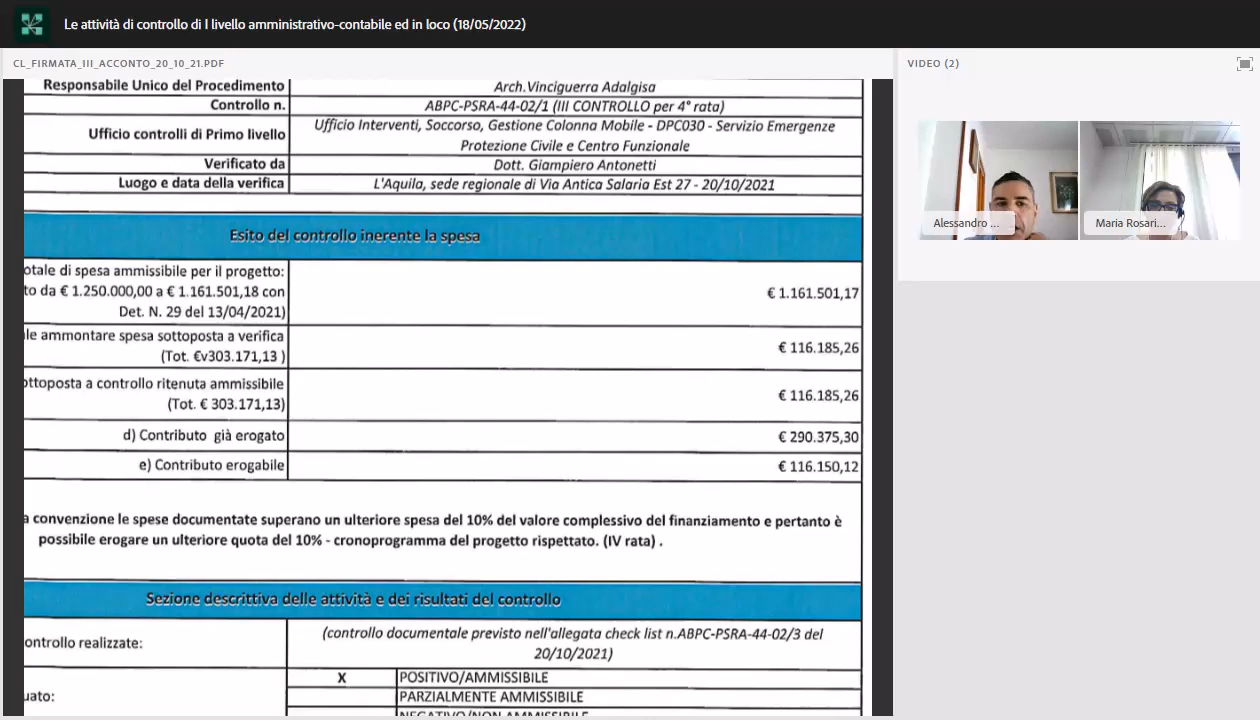 Le attività di controllo di I livello amministrativo-contabile ed in loco (18/05/2022)
CL_FIRMATA_III_ACCONTO_20_10_21.PDF
VIDEO (2)
Responsabile Unico del Procedimento
Arch.Vinciguerra Adalgisa
Controllo n.
ABPC-PSRA-44-02/1 (III CONTROLLO per 4° rata)
Ufficio controlli di Primo livello
Ufficio Interventi, Soccorso, Gestione Colonna Mobile - DPC030 - Servizio Emergenze
Protezione Civile e Centro Funzionale
Verificato da
Dott. Giampiero Antonetti
Luogo e data della verifica
L'Aquila, sede regionale di Via Antica Salaria Est 27 - 20/10/2021
Esito del controllo inerente la spesa
otale di spesa ammissibile per il progetto:
to da € 1.250.000,00 a € 1.161.501,18 con
Det. N. 29 del 13/04/2021)
€ 1.161.501,17
le ammontare spesa sottoposta a verifica
(Tot. €v303.171,13 )
€ 116.185,26
ottoposta a controllo ritenuta ammissibile
(Tot. € 303.171,13)
€ 116.185,26
d) Contributo già erogato
€ 290.375,30
e) Contributo erogabile
€ 116.150,12
a convenzione le spese documentate superano un ulteriore spesa del 10% del valore complessivo del finanziamento e pertanto è
possibile erogare un ulteriore quota del 10% - cronoprogramma del progetto rispettato. (IV rata) .
Sezione descrittiva delle attività e dei risultati del controllo
ontrollo realizzate:
(controllo documentale previsto nell'allegata check list n.ABPC-PSRA-44-02/3 del
20/10/2021)
uato:
X
POSITIVO/AMMISSIBILE
PARZIALMENTE AMMISSIBILE
NEGATIVO/NON AMMISSIBILE
Alessandro ...
Maria Rosari...